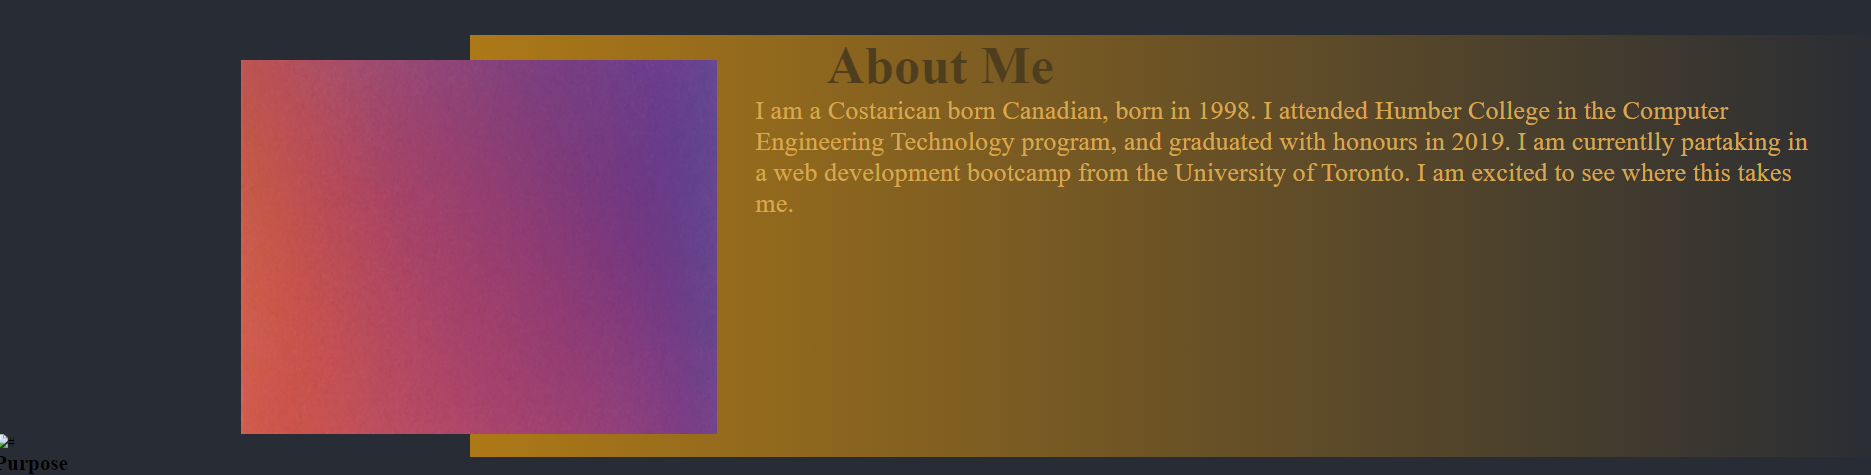 About Me
I am a Costarican born Canadian, born in 1998. I attended Humber College in the Computer
Engineering Technology program, and graduated with honours in 2019. I am currentlly partaking in
a web development bootcamp from the University of Toronto. I am excited to see where this takes
me.
Purpose